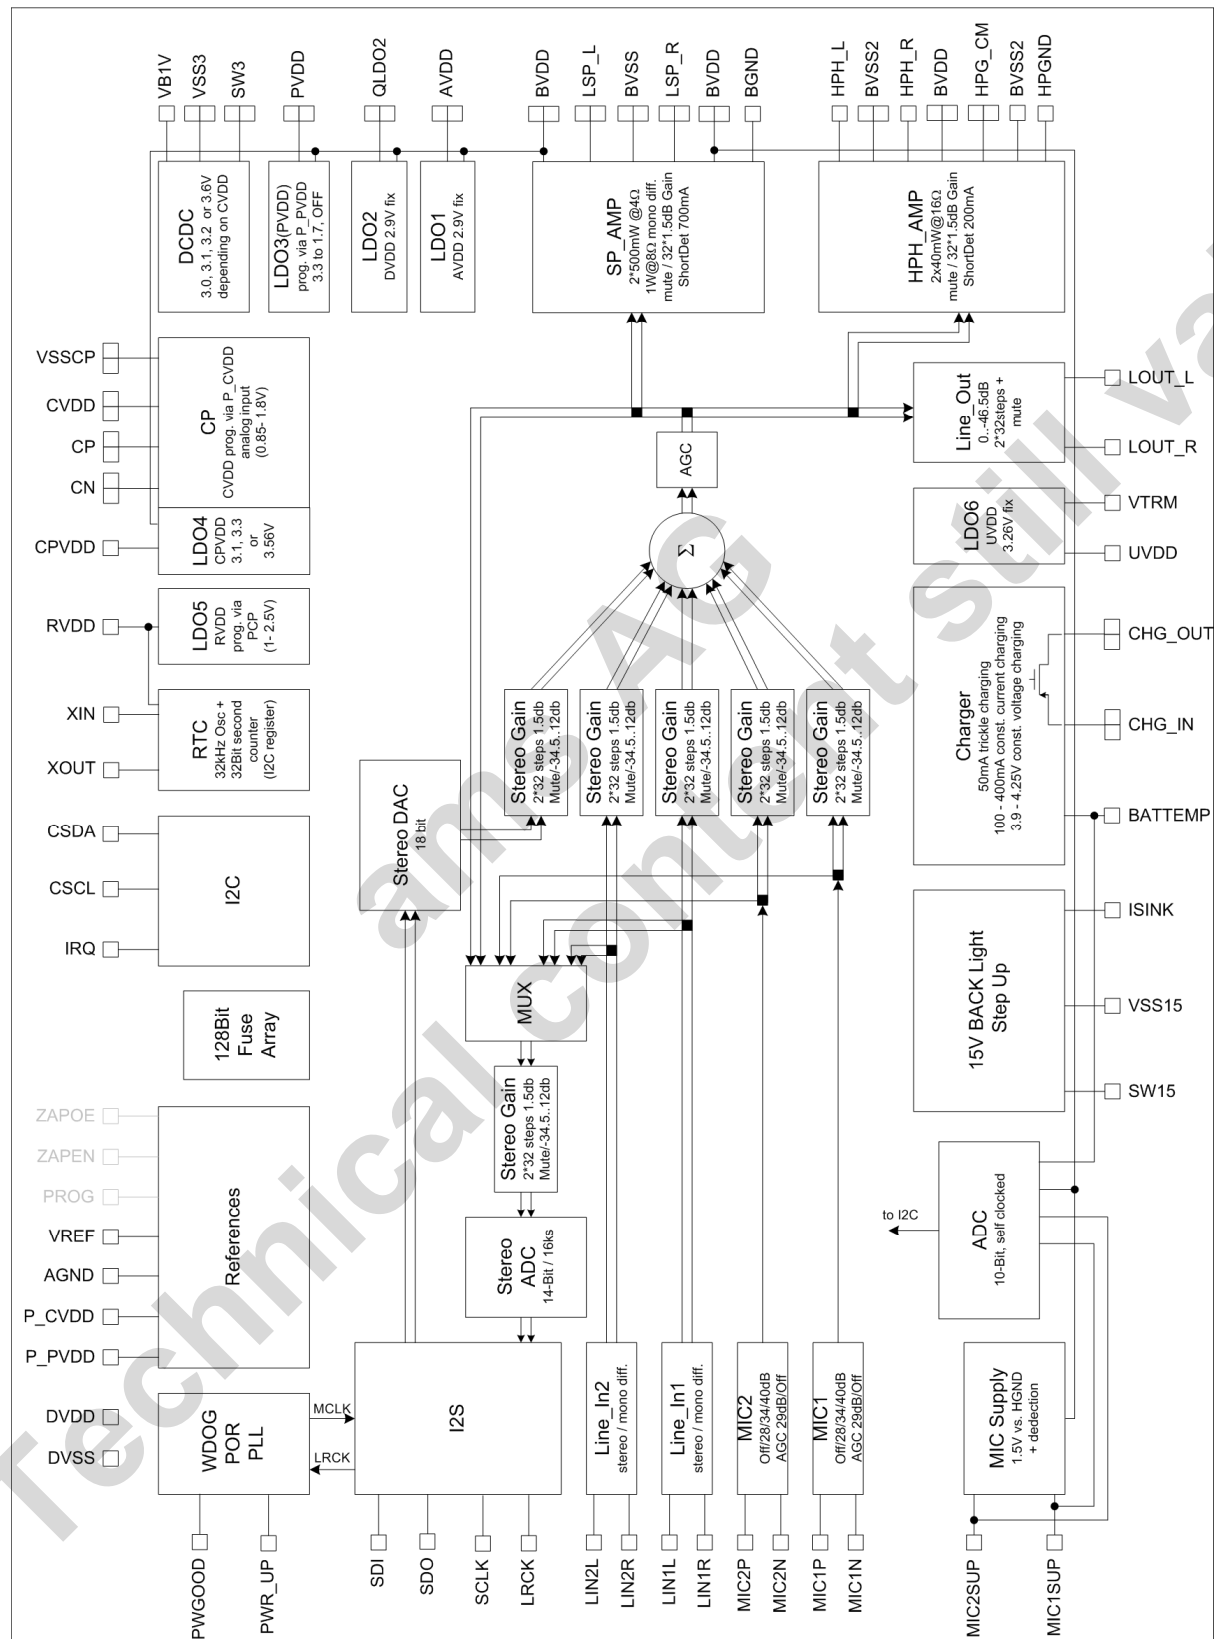 VB1V
VSS3
SW3
PVDD
QLDO2
AVDD
BVDD
LSP_L
BVSS
LSP_R
BVDD
BGND
HPH_L
BVSS2
HPH_R
BVDD
HPG_CM
BVSS2
HPGND
DCDC
3.0, 3.1, 3.2 or 3.6V
depending on CVDD
LDO3(PVDD)
prog. via P_PVDD
3.3 to 1.7, OFF
LDO2
DVDD 2.9V fix
LDO1
AVDD 2.9V fix
SP_AMP
2*500mW @4Ω
1W@8Ω mono diff.
mute / 32*1.5dB Gain
ShortDet 700mA
HPH_AMP
2x40mW@16Ω
mute / 32*1.5dB Gain
ShortDet 200mA
VSSCP
CVDD
CP
CN
CPVDD
CP
CVDD prog. via P_CVDD
analog input
(0.85- 1.8V)
LDO4
CPVDD
3.1, 3.3
or
3.56V
Line_Out
0..-46.5dB
2*32steps +
mute
LOUT_L
LOUT_R
AGC
Σ
LDO6
UVDD
3.26V fix
VTRM
UVDD
RVDD
LDO5
RVDD
prog. via
PCP
(1- 2.5V)
XIN
XOUT
RTC
32kHz Osc +
32Bit second
counter
(I2C register)
Charger
50mA trickle charging
100 - 400mA const. current charging
3.9 - 4.25V const. voltage charging
CHG_OUT
CHG_IN
BATTEMP
Stereo Gain
2*32 steps 1.5db
Mute/-34.5..12db
Stereo Gain
2*32 steps 1.5db
Mute/-34.5..12db
Stereo Gain
2*32 steps 1.5db
Mute/-34.5..12db
Stereo Gain
2*32 steps 1.5db
Mute/-34.5..12db
Stereo Gain
2*32 steps 1.5db
Mute/-34.5..12db
Stereo DAC
18 bit
CSDA
CSCL
IRQ
I2C
15V BACK Light
Step Up
ISINK
VSS15
SW15
MUX
128Bit
Fuse
Array
Stereo Gain
2*32 steps 1.5db
Mute/-34.5..12db
ZAPOE
ZAPEN
PROG
VREF
AGND
P_CVDD
P_PVDD
References
Stereo
ADC
14-Bit / 16ks
to I2C
ADC
10-Bit, self clocked
DVDD
DVSS
WDOG
POR
PLL
MCLK
LRCK
I2S
Line_In2
stereo / mono diff.
Line_In1
stereo / mono diff.
MIC2
Off/28/34/40dB
AGC 29dB/Off
MIC1
Off/28/34/40dB
AGC 29dB/Off
MIC Supply
1.5V vs. HGND
+ dedection
PWGOOD
PWR_UP
SDI
SDO
SCLK
LRCK
LIN2L
LIN2R
LIN1L
LIN1R
MIC2P
MIC2N
MIC1P
MIC1N
MIC2SUP
MIC1SUP
ams AG
Technical content still va